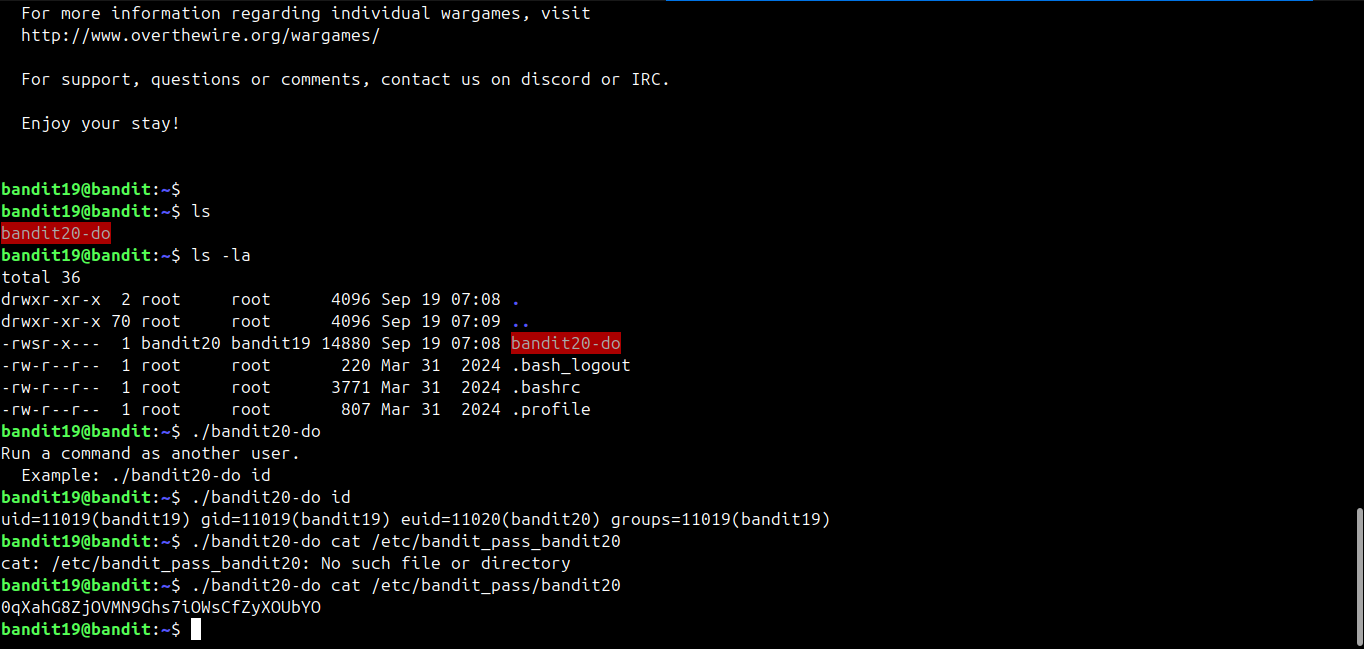 For more information regarding individual wargames, visit
http://www.overthewire.org/wargames/
For support, questions or comments, contact us on discord or IRC.
Enjoy your stay!
bandit19@bandit:~$
bandit19@bandit:~$ ls
bandit20-do
bandit19@bandit:~$ ls -la
total 36
drwxr-xr-x  2 root     root      4096 Sep 19 07:08 .
drwxr-xr-x 70 root     root      4096 Sep 19 07:09 ..
-rwsr-x---  1 bandit20 bandit19 14880 Sep 19 07:08 bandit20-do
-rw-r--r--  1 root     root       220 Mar 31  2024 .bash_logout
-rw-r--r--  1 root     root      3771 Mar 31  2024 .bashrc
-rw-r--r--  1 root     root       807 Mar 31  2024 .profile
bandit19@bandit:~$ ./bandit20-do
Run a command as another user.
  Example: ./bandit20-do id
bandit19@bandit:~$ ./bandit20-do id
uid=11019(bandit19) gid=11019(bandit19) euid=11020(bandit20) groups=11019(bandit19)
bandit19@bandit:~$ ./bandit20-do cat /etc/bandit_pass_bandit20
cat: /etc/bandit_pass_bandit20: No such file or directory
bandit19@bandit:~$ ./bandit20-do cat /etc/bandit_pass/bandit20
0qXahG8ZjOVMN9Ghs7iOWsCfZyXOUbYO
bandit19@bandit:~$